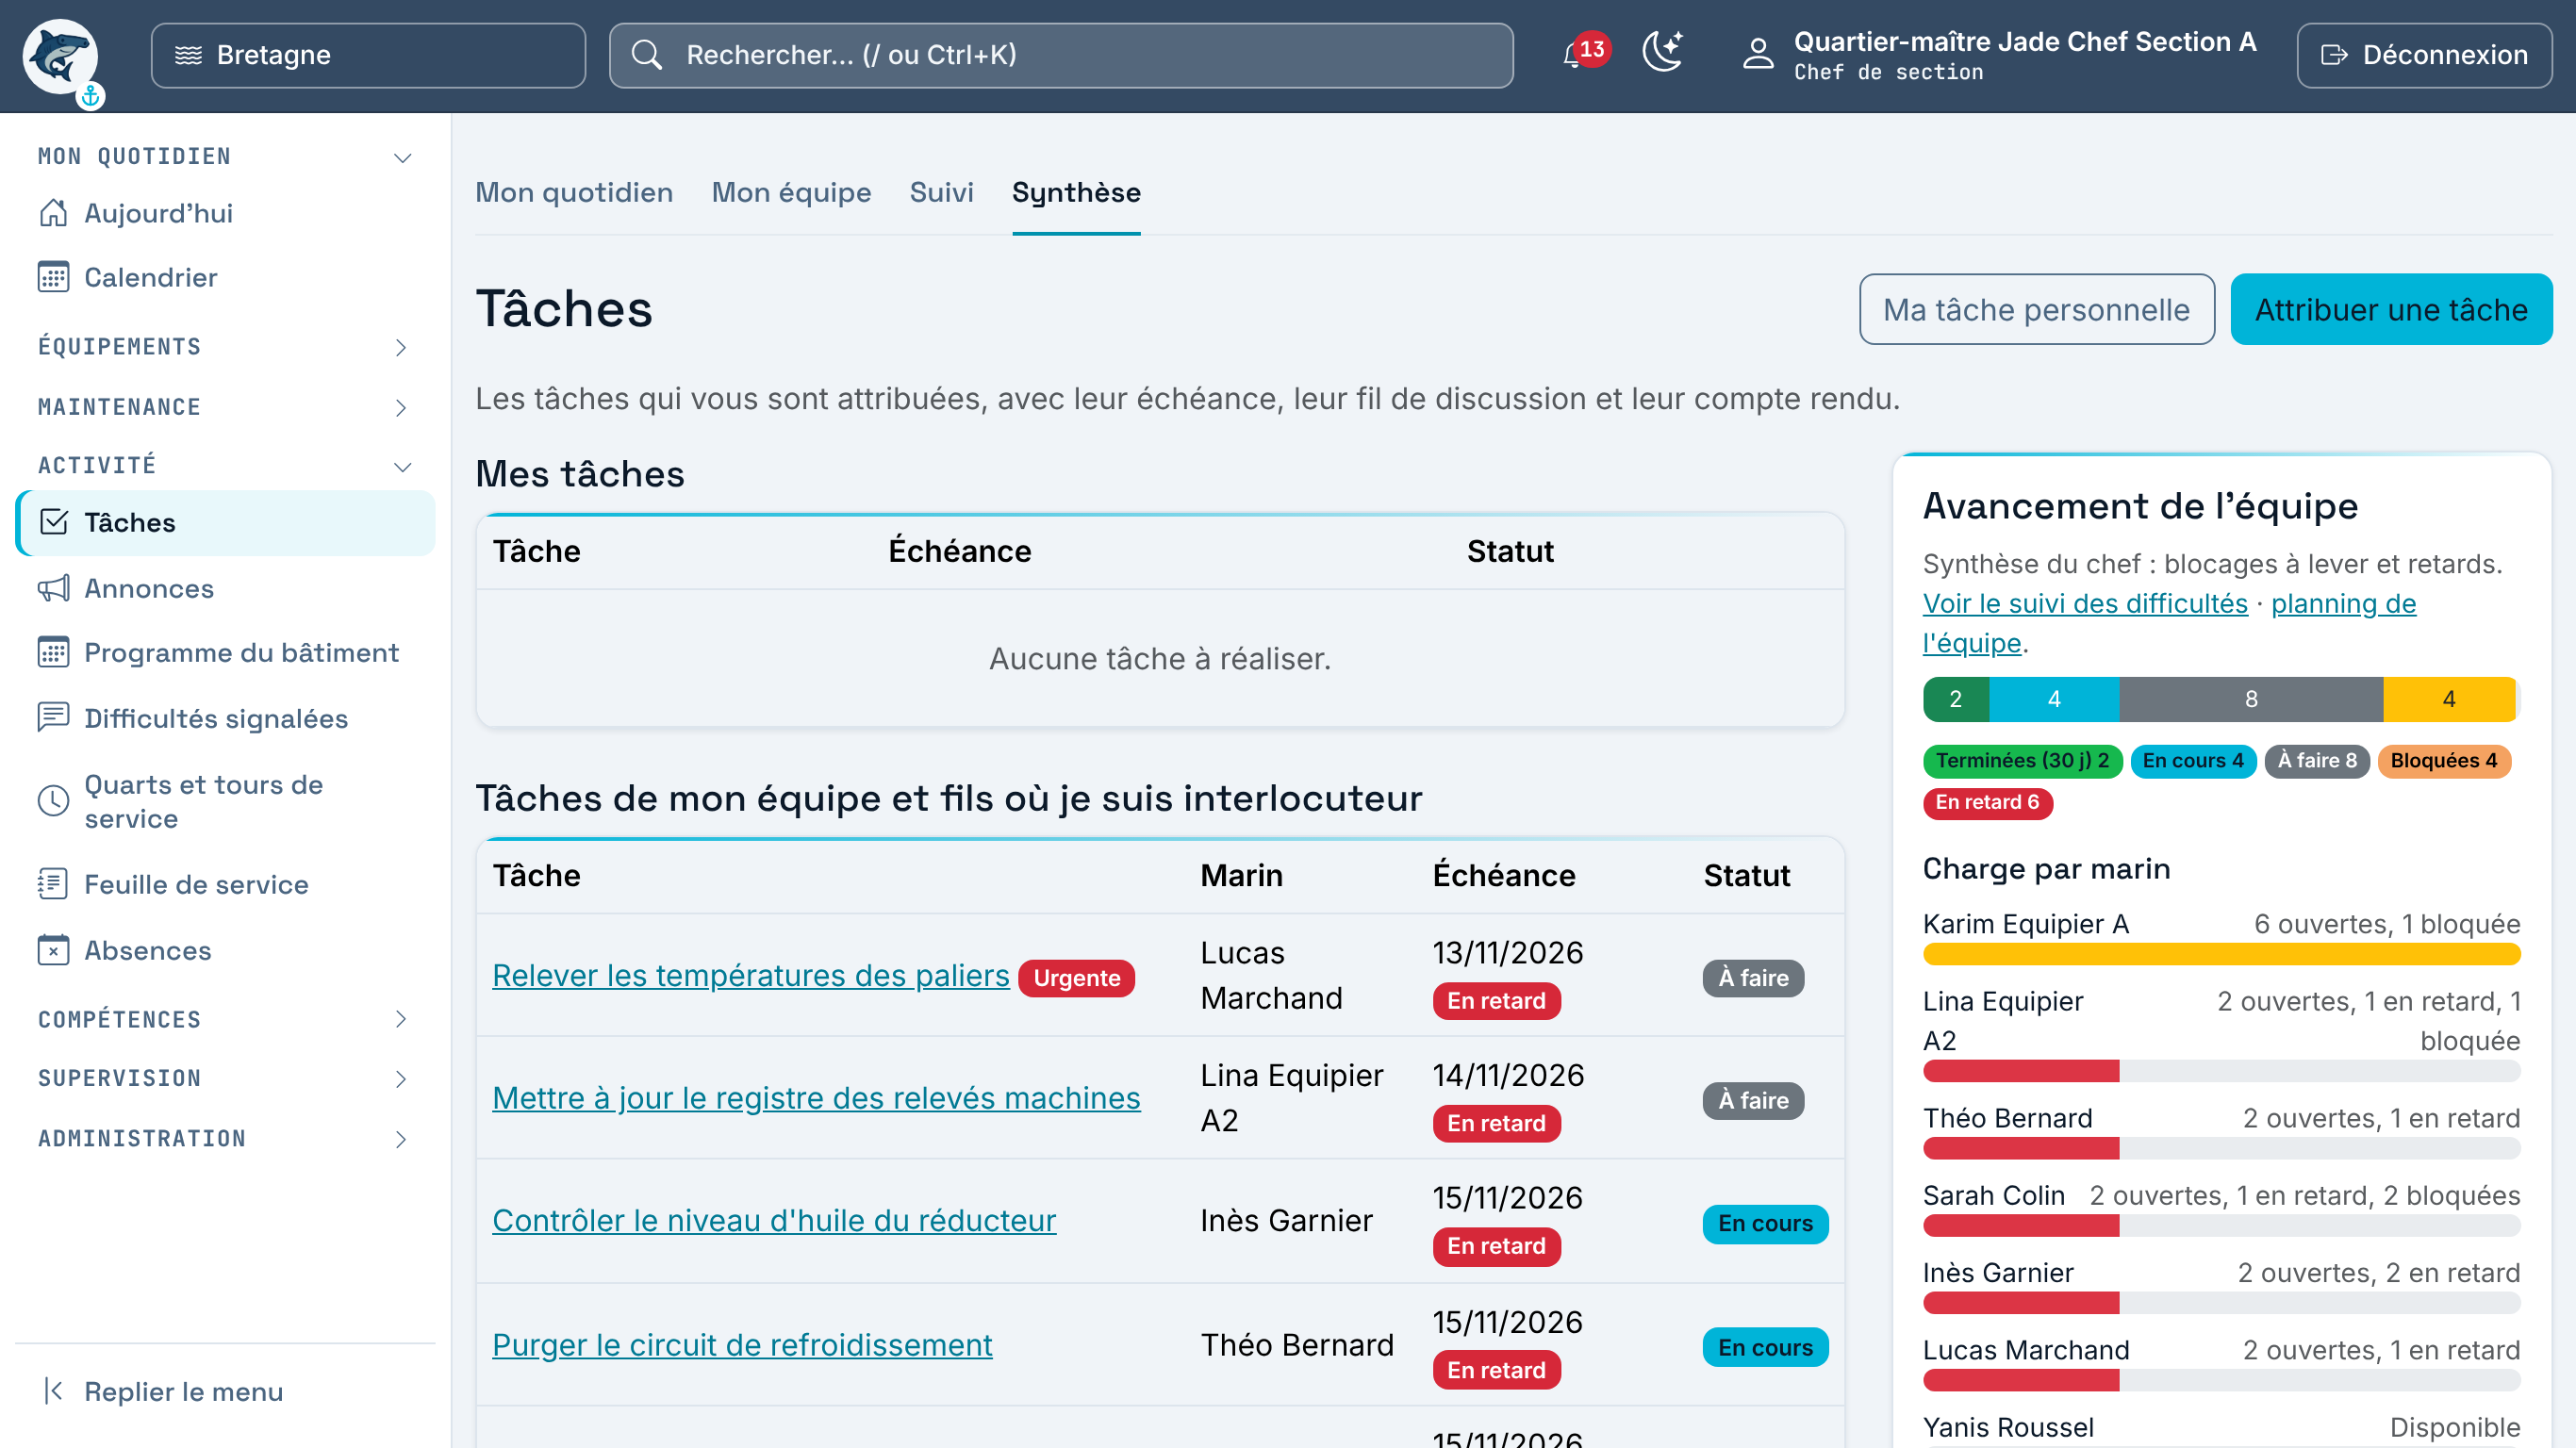 Bretagne
Rechercher... (/ ou Ctrl+K)
13
Quartier-maître Jade Chef Section A
Chef de section
Déconnexion
MON QUOTIDIEN
Aujourd'hui
Calendrier
ÉQUIPEMENTS
MAINTENANCE
ACTIVITÉ
Tâches
Annonces
Programme du bâtiment
Difficultés signalées
Quarts et tours de
service
Feuille de service
Absences
COMPÉTENCES
SUPERVISION
ADMINISTRATION
Replier le menu
Mon quotidien Mon équipe Suivi Synthèse
Tâches
Ma tâche personnelle
Attribuer une tâche
Les tâches qui vous sont attribuées, avec leur échéance, leur fil de discussion et leur compte rendu.
Mes tâches
Tâche Échéance Statut
Aucune tâche à réaliser.
Tâches de mon équipe et fils où je suis interlocuteur
Tâche Marin Échéance Statut
Relever les températures des paliers Urgente Lucas Marchand 13/11/2026 En retard À faire
Mettre à jour le registre des relevés machines Lina Equipier A2 14/11/2026 En retard À faire
Contrôler le niveau d'huile du réducteur Inès Garnier 15/11/2026 En retard En cours
Purger le circuit de refroidissement Théo Bernard 15/11/2026 En retard En cours
15/11/2026
Avancement de l'équipe
Synthèse du chef : blocages à lever et retards.
Voir le suivi des difficultés · planning de
l'équipe.
2 4 8 4
Terminées (30 j) 2 En cours 4 À faire 8 Bloquées 4
En retard 6
Charge par marin
Karim Equipier A 6 ouvertes, 1 bloquée
Lina Equipier A2 2 ouvertes, 1 en retard, 1 bloquée
Théo Bernard 2 ouvertes, 1 en retard
Sarah Colin 2 ouvertes, 1 en retard, 2 bloquées
Inès Garnier 2 ouvertes, 2 en retard
Lucas Marchand 2 ouvertes, 1 en retard
Yanis Roussel Disponible